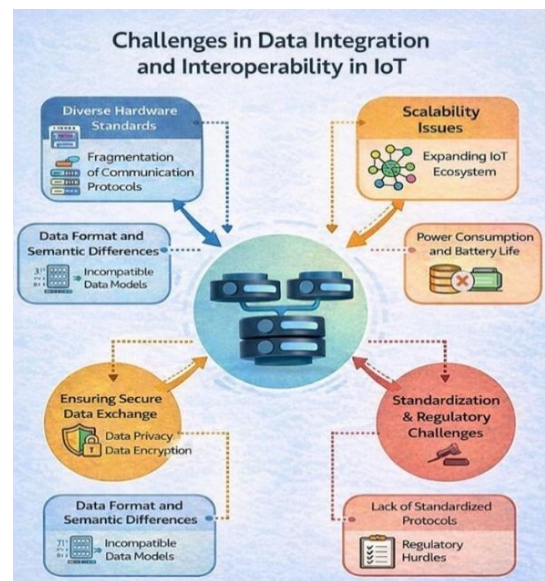 Challenges in Data Integration
and Interoperability in IoT
Diverse Hardware
Standards
Fragmentation
of Communication
Protocols
Scalability
Issues
Expanding IoT
Ecosystem
Data Format and
Semantic Differences
Incompatible
Data Models
Power Consumption
and Battery Life
Ensuring Secure
Data Exchange
Data Privacy
Data Encryption
Standardization
& Regulatory
Challenges
Data Format and
Semantic Differences
Incompatible
Data Models
Lack of Standardized
Protocols
Regulatory
Hurdles